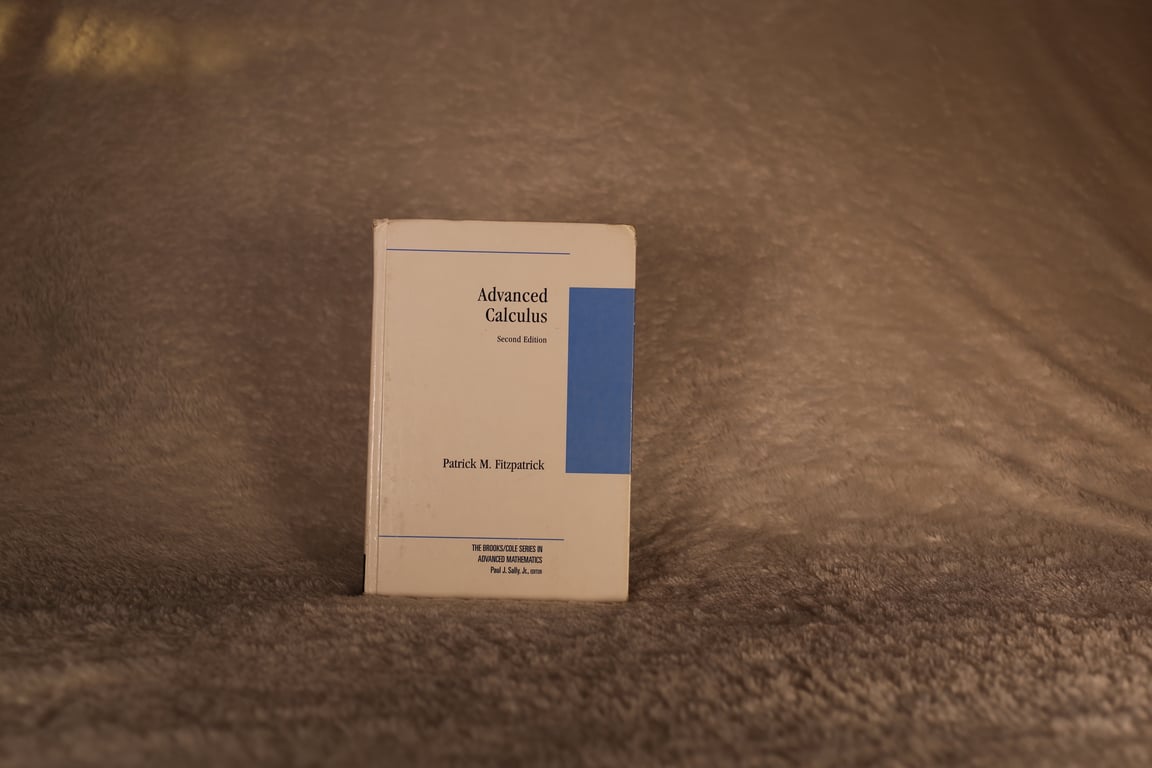 Advanced
Calculus
Second Edition
Patrick M. Fitzpatrick
THE BROOKS/COLE SERIES IN
ADVANCED MATHEMATICS
Paul J. Sally, Jr., EDITOR